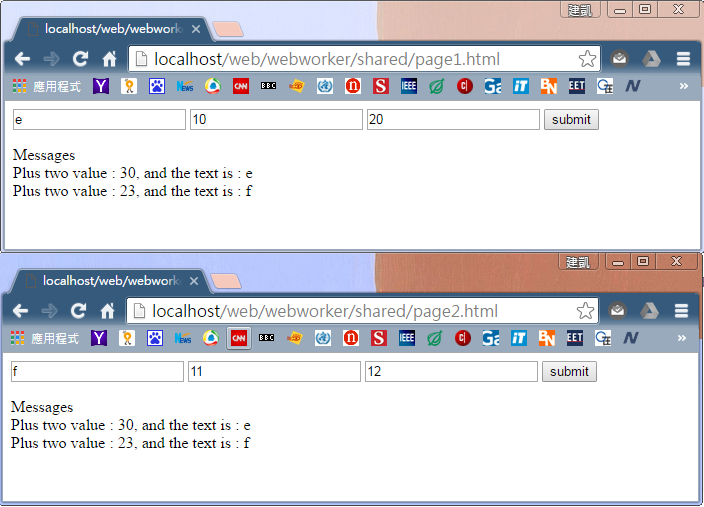 建凱
localhost/web/webworke
localhost/web/webworker/shared/page1.html
應用程式 Y News CNN BBC n S IEEE C Ga iT BN EET N »
e 10 20 submit
Messages
Plus two value : 30, and the text is : e
Plus two value : 23, and the text is : f
建凱
localhost/web/webworke
localhost/web/webworker/shared/page2.html
應用程式 Y News CNN BBC n S IEEE C Ga iT BN EET N »
f 11 12 submit
Messages
Plus two value : 30, and the text is : e
Plus two value : 23, and the text is : f